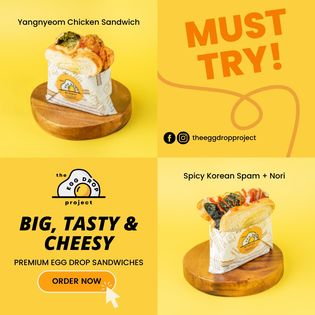 Yangnyeom Chicken Sandwich
MUST
TRY!
theeggdropproject
the
EGG DROP
project
BIG, TASTY &
CHEESY
PREMIUM EGG DROP SANDWICHES
ORDER NOW
Spicy Korean Spam + Nori